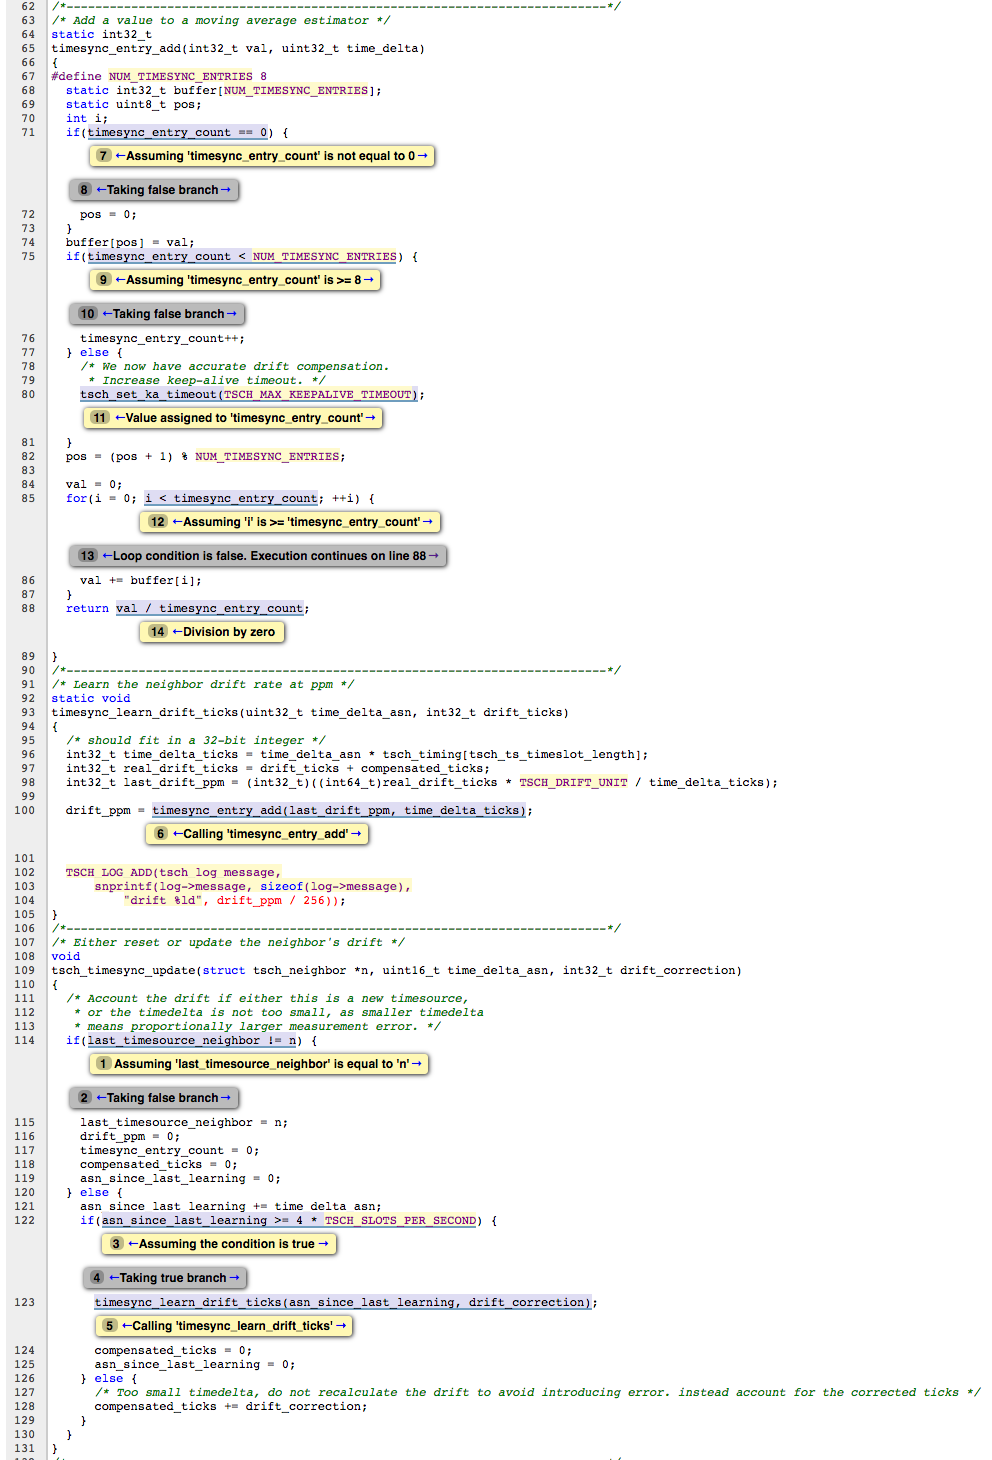 62 /*---------------------------------------------------------------------------*/
63 /* Add a value to a moving average estimator */
64 static int32_t
65 timesync_entry_add(int32_t val, uint32_t time_delta)
66 {
67 #define NUM_TIMESYNC_ENTRIES 8
68 static int32_t buffer[NUM_TIMESYNC_ENTRIES];
69 static uint8_t pos;
70 int i;
71 if(timesync_entry_count == 0) {
7 ←Assuming 'timesync_entry_count' is not equal to 0→
8 ←Taking false branch→
72 pos = 0;
73 }
74 buffer[pos] = val;
75 if(timesync_entry_count < NUM_TIMESYNC_ENTRIES) {
9 ←Assuming 'timesync_entry_count' is >= 8→
10 ←Taking false branch→
76 timesync_entry_count++;
77 } else {
78 /* We now have accurate drift compensation.
79 * Increase keep-alive timeout. */
80 tsch_set_ka_timeout(TSCH_MAX_KEEPALIVE_TIMEOUT);
11 ←Value assigned to 'timesync_entry_count'→
81 }
82 pos = (pos + 1) % NUM_TIMESYNC_ENTRIES;
83
84 val = 0;
85 for(i = 0; i < timesync_entry_count; ++i) {
12 ←Assuming 'i' is >= 'timesync_entry_count'→
13 ←Loop condition is false. Execution continues on line 88→
86 val += buffer[i];
87 }
88 return val / timesync_entry_count;
14 ←Division by zero
89 }
90 /*---------------------------------------------------------------------------*/
91 /* Learn the neighbor drift rate at ppm */
92 static void
93 timesync_learn_drift_ticks(uint32_t time_delta_asn, int32_t drift_ticks)
94 {
95 /* should fit in a 32-bit integer */
96 int32_t time_delta_ticks = time_delta_asn * tsch_timing[tsch_ts_timeslot_length];
97 int32_t real_drift_ticks = drift_ticks + compensated_ticks;
98 int32_t last_drift_ppm = (int32_t)((int64_t)real_drift_ticks * TSCH_DRIFT_UNIT / time_delta_ticks);
99
100 drift_ppm = timesync_entry_add(last_drift_ppm, time_delta_ticks);
6 ←Calling 'timesync_entry_add'→
101
102 TSCH_LOG_ADD(tsch_log_message,
103 snprintf(log->message, sizeof(log->message),
104 "drift %ld", drift_ppm / 256));
105 }
106 /*---------------------------------------------------------------------------*/
107 /* Either reset or update the neighbor's drift */
108 void
109 tsch_timesync_update(struct tsch_neighbor *n, uint16_t time_delta_asn, int32_t drift_correction)
110 {
111 /* Account the drift if either this is a new timesource,
112 * or the timedelta is not too small, as smaller timedelta
113 * means proportionally larger measurement error. */
114 if(last_timesource_neighbor != n) {
1 Assuming 'last_timesource_neighbor' is equal to 'n'→
2 ←Taking false branch→
115 last_timesource_neighbor = n;
116 drift_ppm = 0;
117 timesync_entry_count = 0;
118 compensated_ticks = 0;
119 asn_since_last_learning = 0;
120 } else {
121 asn_since_last_learning += time_delta_asn;
122 if(asn_since_last_learning >= 4 * TSCH_SLOTS_PER_SECOND) {
3 ←Assuming the condition is true→
4 ←Taking true branch→
123 timesync_learn_drift_ticks(asn_since_last_learning, drift_correction);
5 ←Calling 'timesync_learn_drift_ticks'→
124 compensated_ticks = 0;
125 asn_since_last_learning = 0;
126 } else {
127 /* Too small timedelta, do not recalculate the drift to avoid introducing error. instead account for the corrected ticks */
128 compensated_ticks += drift_correction;
129 }
130 }
131 }